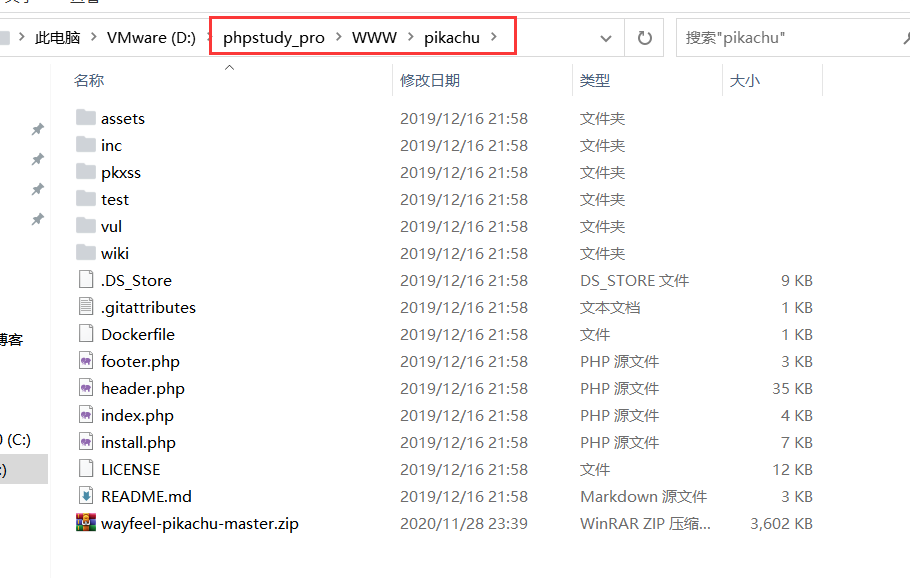 此电脑 > VMware (D:) > phpstudy_pro > WWW > pikachu >
搜索"pikachu"
名称 修改日期 类型 大小
assets 2019/12/16 21:58 文件夹
inc 2019/12/16 21:58 文件夹
pkxss 2019/12/16 21:58 文件夹
test 2019/12/16 21:58 文件夹
vul 2019/12/16 21:58 文件夹
wiki 2019/12/16 21:58 文件夹
.DS_Store 2019/12/16 21:58 DS_STORE 文件 9 KB
.gitattributes 2019/12/16 21:58 文本文档 1 KB
博客
Dockerfile 2019/12/16 21:58 文件 1 KB
footer.php 2019/12/16 21:58 PHP 源文件 3 KB
header.php 2019/12/16 21:58 PHP 源文件 35 KB
index.php 2019/12/16 21:58 PHP 源文件 4 KB
(C:)
install.php 2019/12/16 21:58 PHP 源文件 7 KB
LICENSE 2019/12/16 21:58 文件 12 KB
README.md 2019/12/16 21:58 Markdown 源文件 3 KB
wayfeel-pikachu-master.zip 2020/11/28 23:39 WinRAR ZIP 压缩... 3,602 KB